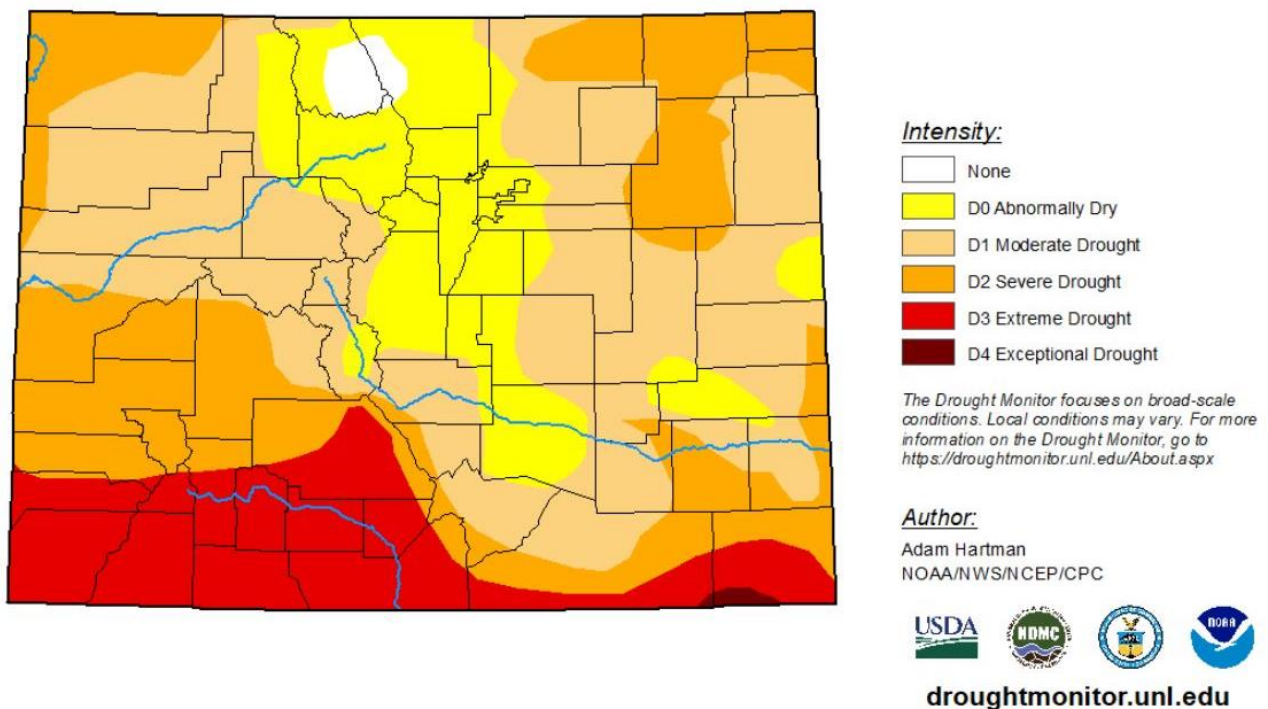 Intensity:
None
D0 Abnormally Dry
D1 Moderate Drought
D2 Severe Drought
D3 Extreme Drought
D4 Exceptional Drought
The Drought Monitor focuses on broad-scale
conditions. Local conditions may vary. For more
information on the Drought Monitor, go to
https://droughtmonitor.unl.edu/About.aspx
Author:
Adam Hartman
NOAA/NWS/NCEP/CPC
USDA
NDMC
NOAA
droughtmonitor.unl.edu